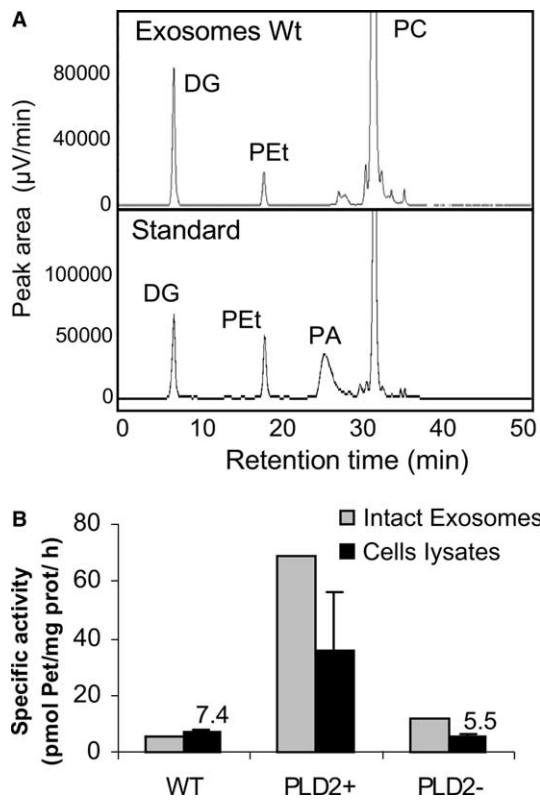 A
Exosomes Wt
PC
80000
DG
40000
PEt
0
Peak area (µV/min)
Standard
100000
DG
PEt
PA
50000
0
0 10 20 30 40 50
Retention time (min)
B
80
Intact Exosomes
Cells lysates
60
40
20
0
Specific activity
(pmol Pet/mg prot/ h)
7.4
5.5
WT PLD2+ PLD2-